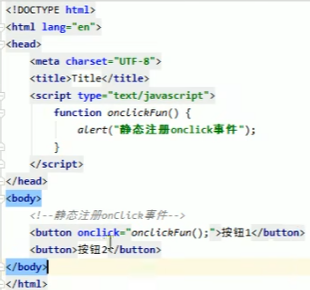 <!DOCTYPE html>
<html lang="en">
<head>
    <meta charset="UTF-8">
    <title>Title</title>
    <script type="text/javascript">
        function onclickFun() {
            alert("静态注册onclick事件");
        }
    </script>
</head>
<body>
    <!--静态注册onClick事件-->
    <button onclick="onclickFun();">按钮1</button>
    <button>按钮2</button>
</body>
</html>